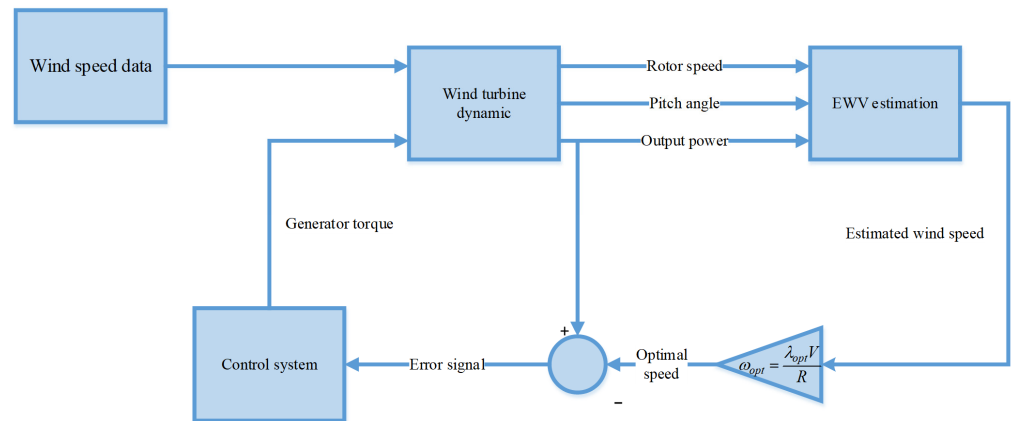 Wind speed data
Wind turbine
dynamic
Rotor speed
Pitch angle
Output power
EWV estimation
Generator torque
Estimated wind speed
Control system
Error signal
+
−
Optimal
speed
ω_opt = λ_opt V / R